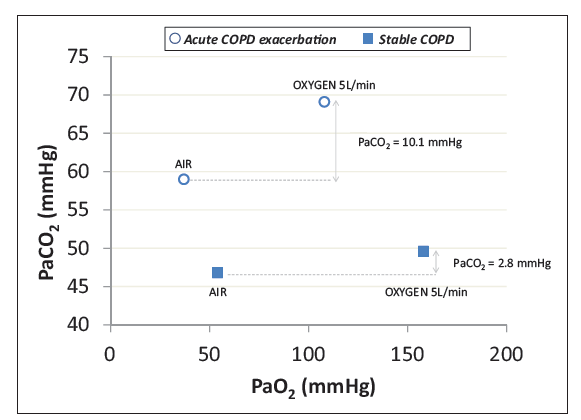 Acute COPD exacerbation Stable COPD
75
70
65
60
55
50
45
40
OXYGEN 5L/min
PaCO₂ = 10.1 mmHg
AIR
PaCO₂ = 2.8 mmHg
AIR
OXYGEN 5L/min
0 50 100 150 200
PaCO₂ (mmHg)
PaO₂ (mmHg)